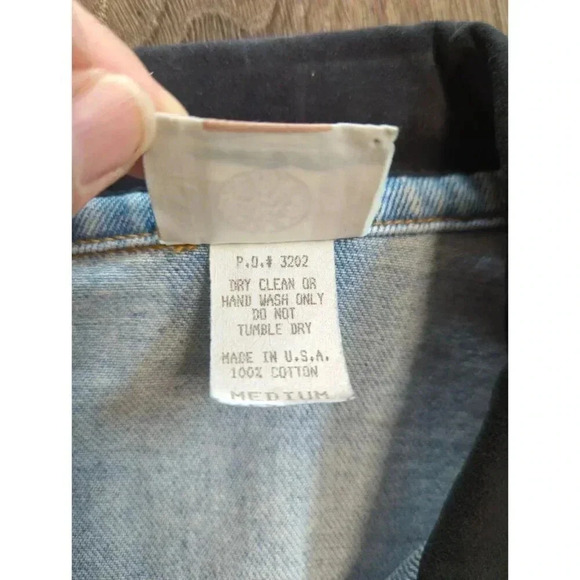 P.O.# 3202
DRY CLEAN OR
HAND WASH ONLY
DO NOT
TUMBLE DRY
MADE IN U.S.A.
100% COTTON
MEDIUM